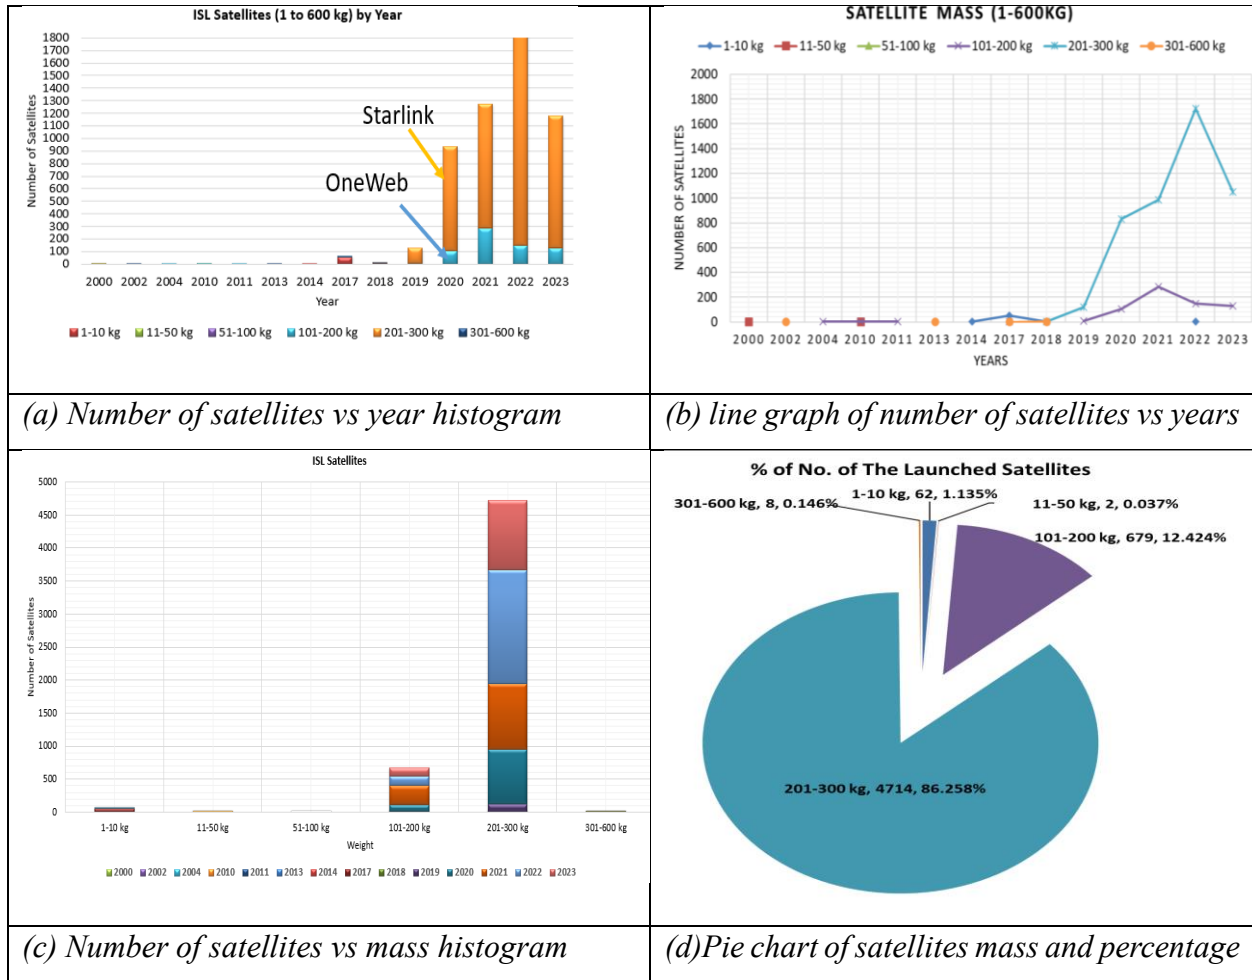 ISL Satellites (1 to 600 kg) by Year
1800
1700
1600
1500
1400
1300
1200
1100
1000
900
800
700
600
500
400
300
200
100
0
Number of Satellites
Starlink
OneWeb
2000 2002 2004 2010 2011 2013 2014 2017 2018 2019 2020 2021 2022 2023
Year
1-10 kg 11-50 kg 51-100 kg 101-200 kg 201-300 kg 301-600 kg
(a) Number of satellites vs year histogram
SATELLITE MASS (1-600KG)
1-10 kg 11-50 kg 51-100 kg 101-200 kg 201-300 kg 301-600 kg
2000
1800
1600
1400
1200
1000
800
600
400
200
0
NUMBER OF SATELLITES
2000 2002 2004 2010 2011 2013 2014 2017 2018 2019 2020 2021 2022 2023
YEARS
(b) line graph of number of satellites vs years
ISL Satellites
5000
4500
4000
3500
3000
2500
2000
1500
1000
500
0
Number of Satellites
1-10 kg 11-50 kg 51-100 kg 101-200 kg 201-300 kg 301-600 kg
Weight
2000 2002 2004 2010 2011 2013 2014 2017 2018 2019 2020 2021 2022 2023
(c) Number of satellites vs mass histogram
% of No. of The Launched Satellites
301-600 kg, 8, 0.146%
1-10 kg, 62, 1.135%
11-50 kg, 2, 0.037%
101-200 kg, 679, 12.424%
201-300 kg, 4714, 86.258%
(d)Pie chart of satellites mass and percentage